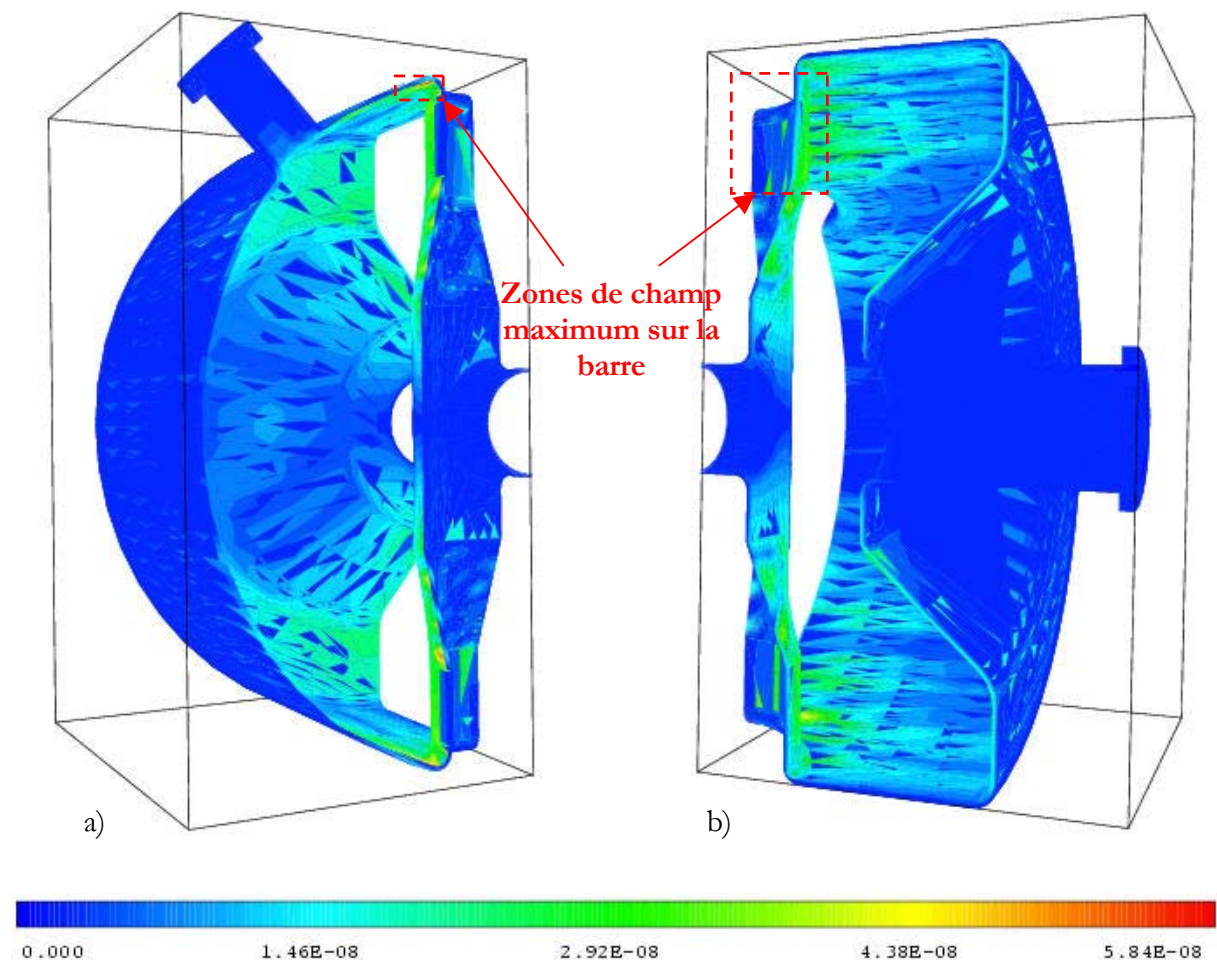 Zones de champ
maximum sur la
barre
a)
b)
0.000 1.46E-08 2.92E-08 4.38E-08 5.84E-08